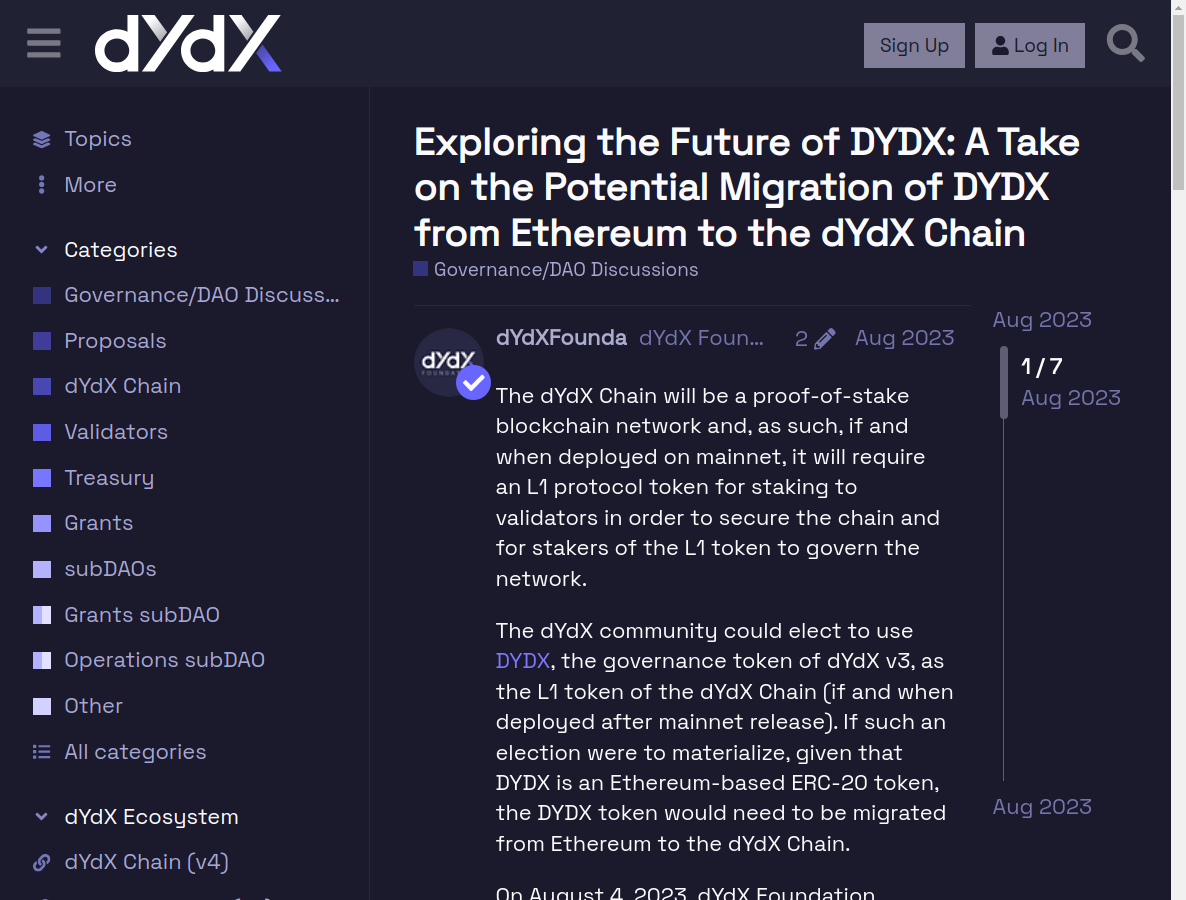 dYdX
Sign Up
Log In
Topics
More
Categories
Governance/DAO Discuss...
Proposals
dYdX Chain
Validators
Treasury
Grants
subDAOs
Grants subDAO
Operations subDAO
Other
All categories
dYdX Ecosystem
dYdX Chain (v4)
Exploring the Future of DYDX: A Take
on the Potential Migration of DYDX
from Ethereum to the dYdX Chain
Governance/DAO Discussions
dYdX
dYdXFounda dYdX Foun... 2 Aug 2023
The dYdX Chain will be a proof-of-stake
blockchain network and, as such, if and
when deployed on mainnet, it will require
an L1 protocol token for staking to
validators in order to secure the chain and
for stakers of the L1 token to govern the
network.
The dYdX community could elect to use
DYDX, the governance token of dYdX v3, as
the L1 token of the dYdX Chain (if and when
deployed after mainnet release). If such an
election were to materialize, given that
DYDX is an Ethereum-based ERC-20 token,
the DYDX token would need to be migrated
from Ethereum to the dYdX Chain.
On August 4, 2023, dYdX Foundation
Aug 2023
1 / 7
Aug 2023
Aug 2023